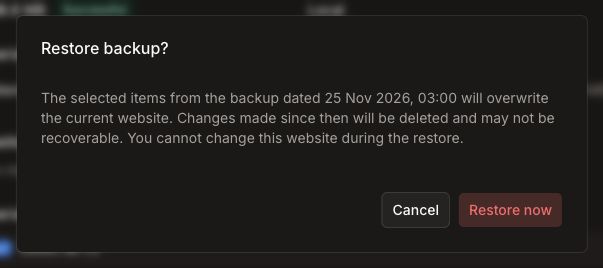 Restore backup?
The selected items from the backup dated 25 Nov 2026, 03:00 will overwrite
the current website. Changes made since then will be deleted and may not be
recoverable. You cannot change this website during the restore.
Cancel
Restore now